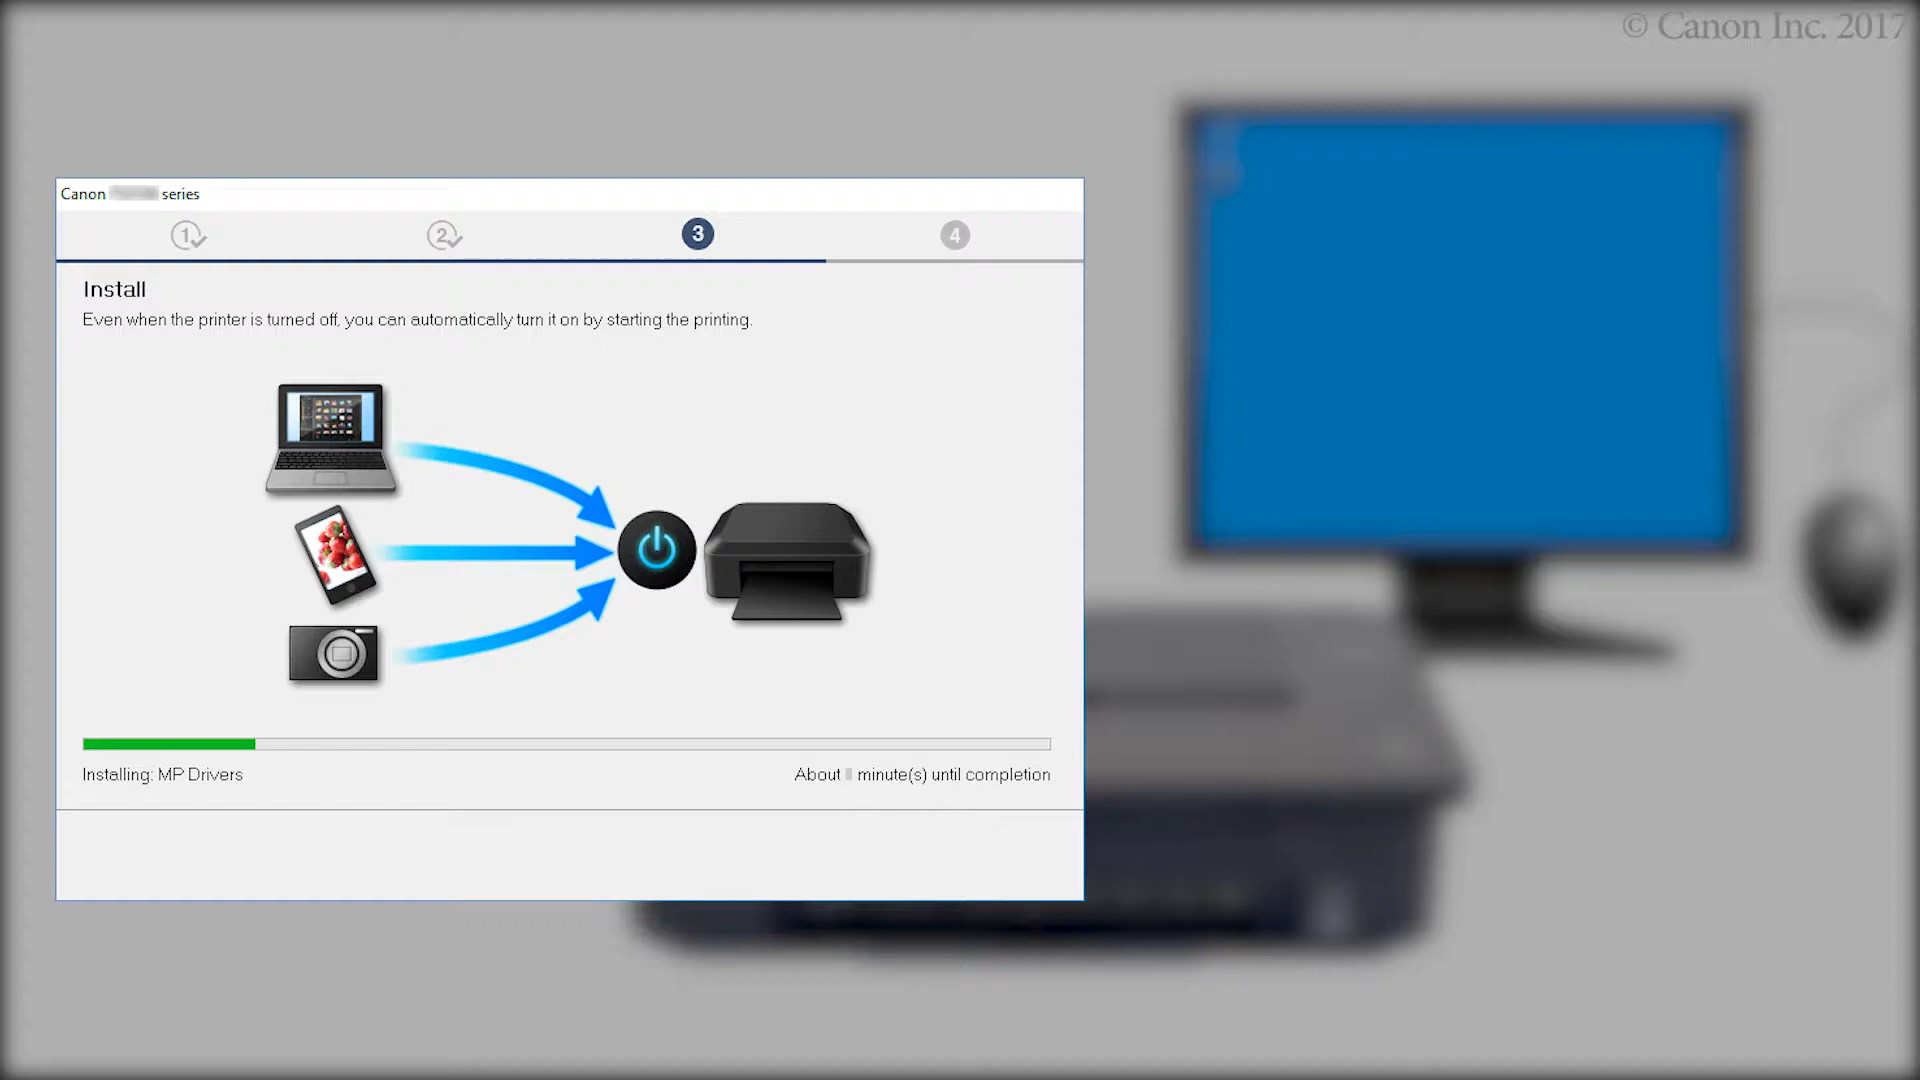 © Canon Inc. 2017
Canon series
1 2 3 4
Install
Even when the printer is turned off, you can automatically turn it on by starting the printing.
Installing: MP Drivers
About minute(s) until completion